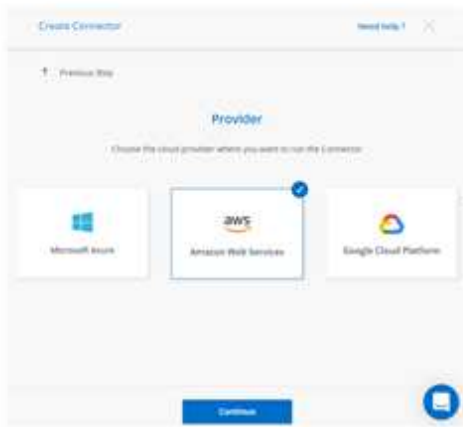 Create Connector
Need help ?
Previous Step
Provider
Choose the cloud provider where you want to run the Connector
aws
Microsoft Azure
Amazon Web Services
Google Cloud Platform
Continue